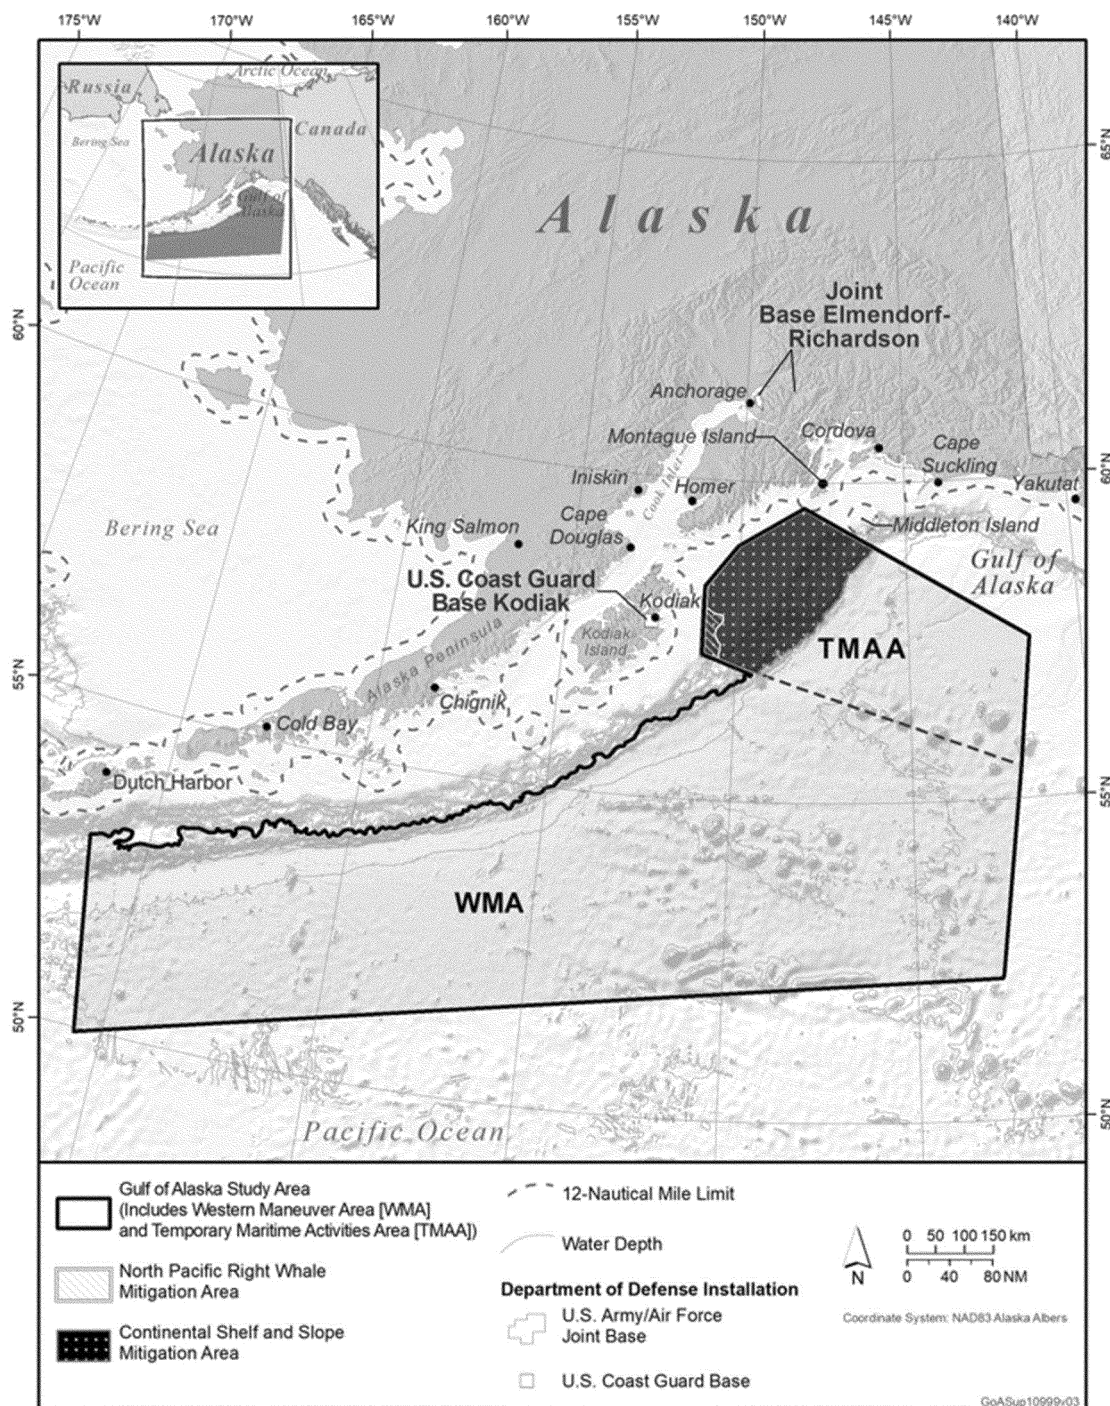 175°W 170°W 165°W 160°W 155°W 150°W 145°W 140°W
Arctic Ocean
Russia
Canada
Bering Sea
Alaska
Gulf of
Alaska
Pacific
Ocean
65°N
Alaska
60°N
Joint
Base Elmendorf-
Richardson
Anchorage
Montague Island
Cordova
Cape
Suckling
60°N
Yakutat
Iniskin
Cook Inlet
Homer
Middleton Island
Bering Sea
King Salmon
Cape
Douglas
Gulf of
Alaska
U.S. Coast Guard
Base Kodiak
Kodiak
Kodiak
Island
TMAA
55°N
Alaska Peninsula
Chignik
Cold Bay
Dutch Harbor
55°N
WMA
50°N
50°N
Pacific Ocean
Gulf of Alaska Study Area
(Includes Western Maneuver Area [WMA]
and Temporary Maritime Activities Area [TMAA])
North Pacific Right Whale
Mitigation Area
Continental Shelf and Slope
Mitigation Area
12-Nautical Mile Limit
Water Depth
Department of Defense Installation
U.S. Army/Air Force
Joint Base
U.S. Coast Guard Base
N
0 50 100 150 km
0 40 80 NM
Coordinate System: NAD83 Alaska Albers
GoASup10999v03